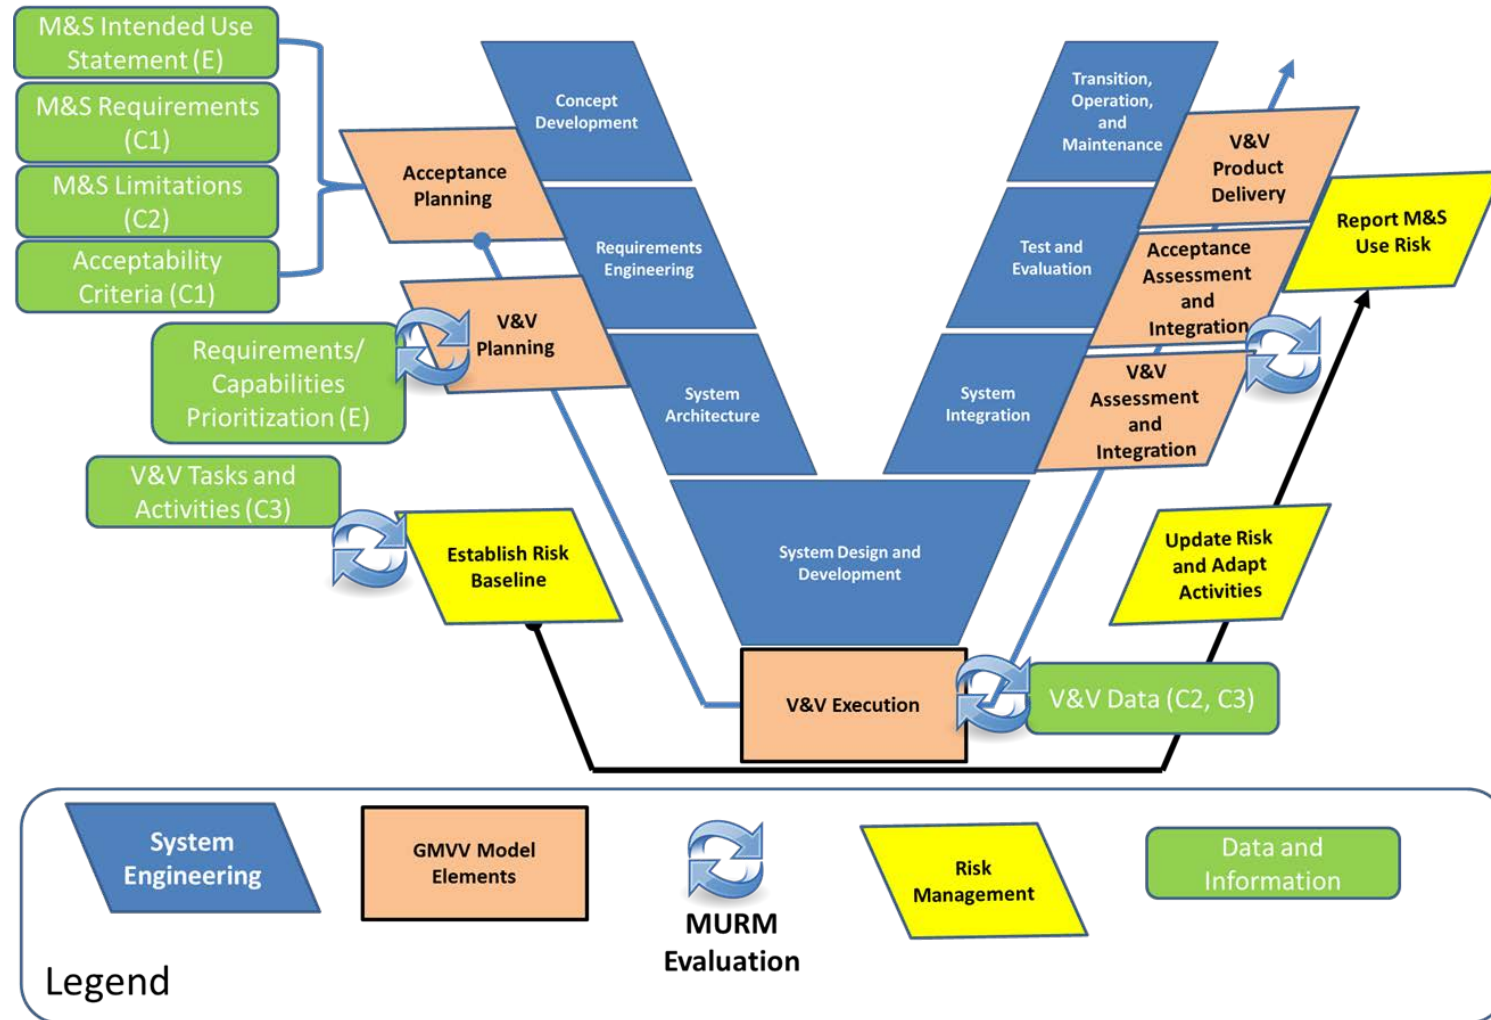 M&S Intended Use
Statement (E)
M&S Requirements
(C1)
M&S Limitations
(C2)
Acceptability
Criteria (C1)
Acceptance
Planning
Concept
Development
Requirements
Engineering
V&V
Planning
Requirements/
Capabilities
Prioritization (E)
System
Architecture
V&V Tasks and
Activities (C3)
Establish Risk
Baseline
System Design and
Development
V&V Execution
V&V Data (C2, C3)
Transition,
Operation,
and
Maintenance
V&V
Product
Delivery
Test and
Evaluation
Acceptance
Assessment
and
Integration
Report M&S
Use Risk
System
Integration
V&V
Assessment
and
Integration
Update Risk
and Adapt
Activities
System
Engineering
GMVV Model
Elements
MURM
Evaluation
Risk
Management
Data and
Information
Legend